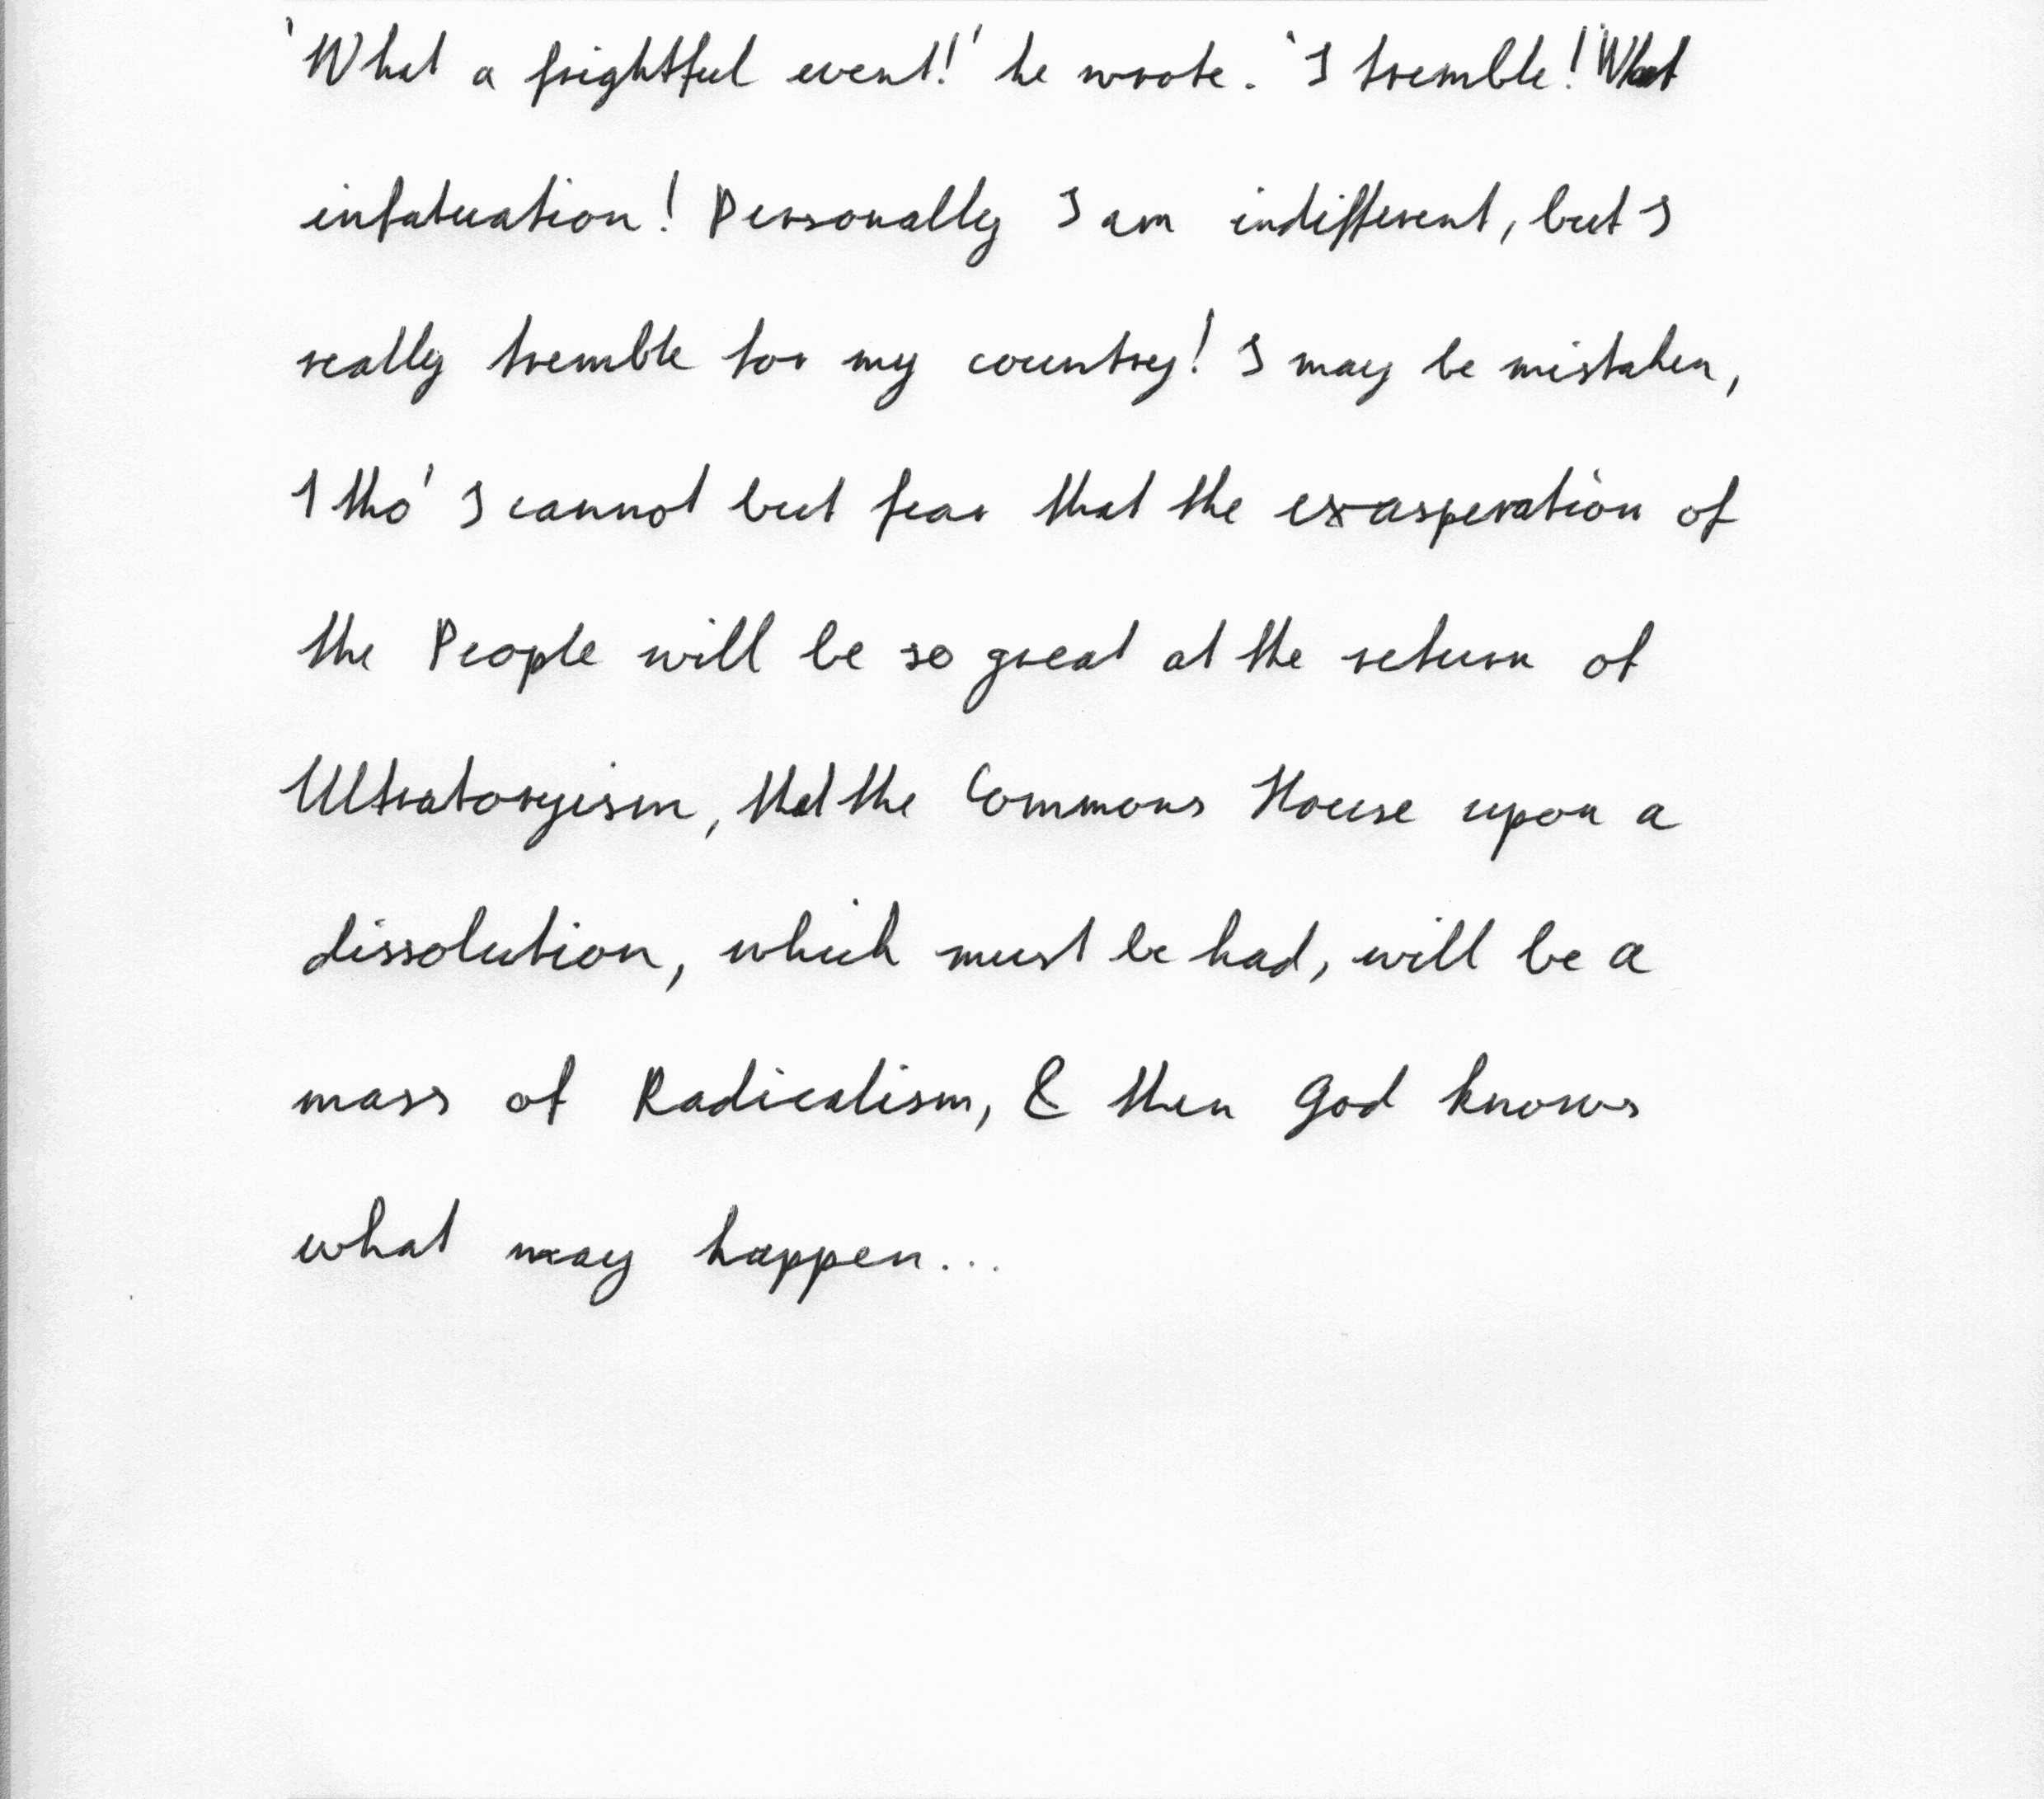 'What a frightful event!' he wrote. 'I tremble! What
infatuation! Personally I am indifferent, but I
really tremble for my country! I may be mistaken,
I tho' I cannot but fear that the exasperation of
the People will be so great at the return of
Ultratoryism, that the Commons House upon a
dissolution, which must be had, will be a
mass of Radicalism, & then God knows
what may happen...